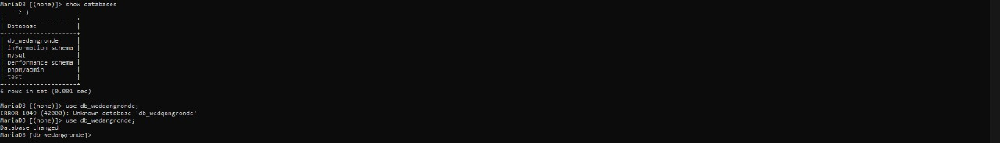 MariaDB [(none)]> show databases
    -> ;
+--------------------+
| Database           |
+--------------------+
| db_wedangronde     |
| information_schema |
| mysql              |
| performance_schema |
| phpmyadmin         |
| test               |
+--------------------+
6 rows in set (0.001 sec)

MariaDB [(none)]> use db_wedqangronde;
ERROR 1049 (42000): Unknown database 'db_wedqangronde'
MariaDB [(none)]> use db_wedangronde;
Database changed
MariaDB [db_wedangronde]>